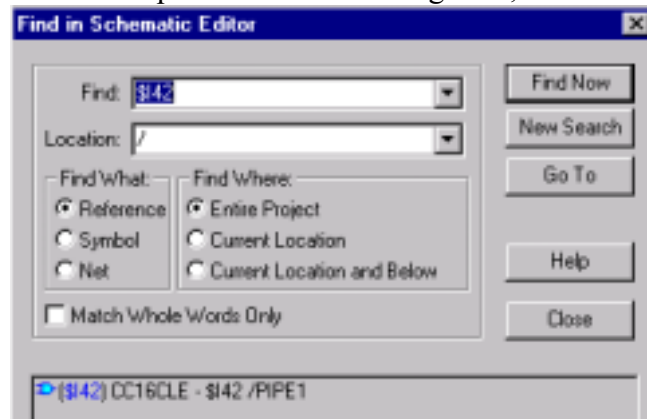 Find in Schematic Editor
Find: $I42
Find Now
Location: /
New Search
Find What:
Find Where:
Go To
Reference
Entire Project
Symbol
Current Location
Net
Current Location and Below
Help
Match Whole Words Only
Close
($I42) CC16CLE - $I42 /PIPE1